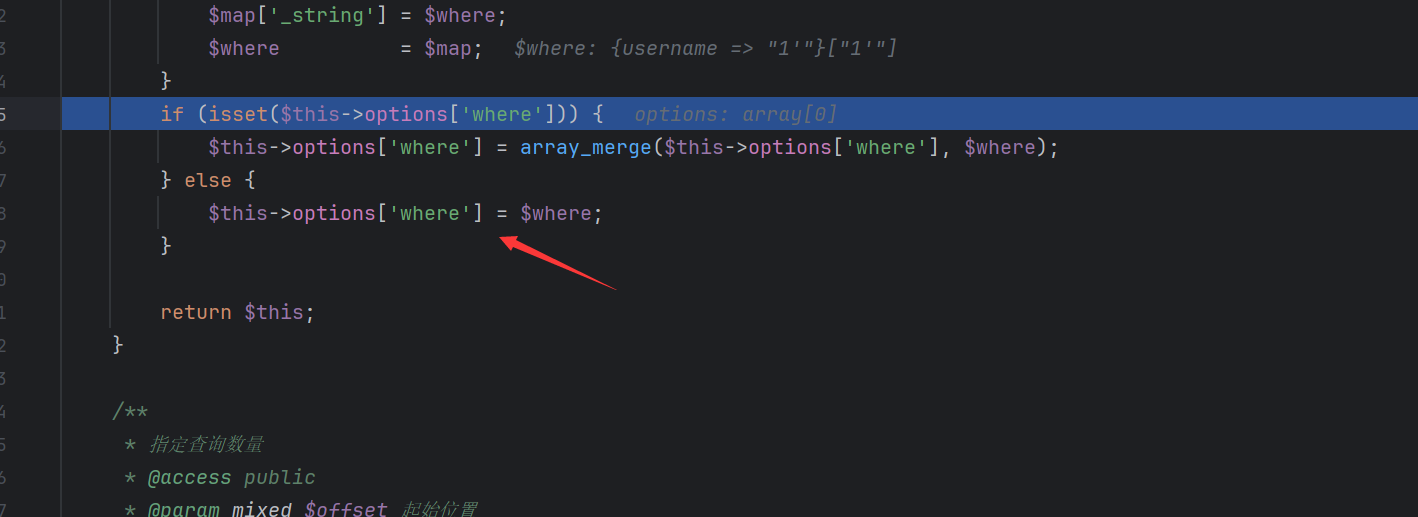 2 $map['_string'] = $where;
3 $where = $map; $where: {username => "1'"}["1'"]
4 }
5 if (isset($this->options['where'])) { options: array[0]
6 $this->options['where'] = array_merge($this->options['where'], $where);
7 } else {
8 $this->options['where'] = $where;
9 }
0
1 return $this;
2 }
3
4 /**
5 * 指定查询数量
6 * @access public
7 * @param mixed $offset 起始位置